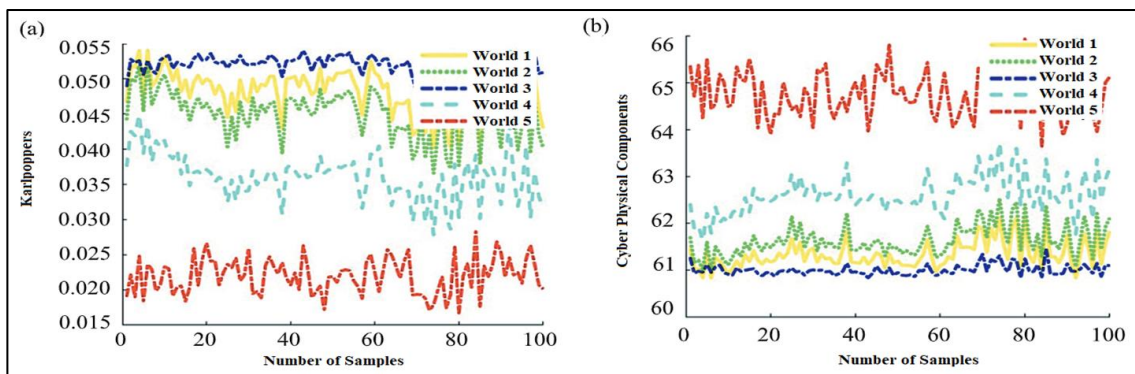 (a)
0.055
0.050
0.045
0.040
0.035
0.030
0.025
0.020
0.015
Karlpoppers
World 1
World 2
World 3
World 4
World 5
0 20 40 60 80 100
Number of Samples
(b)
66
65
64
63
62
61
60
Cyber Physical Components
World 1
World 2
World 3
World 4
World 5
0 20 40 60 80 100
Number of Samples